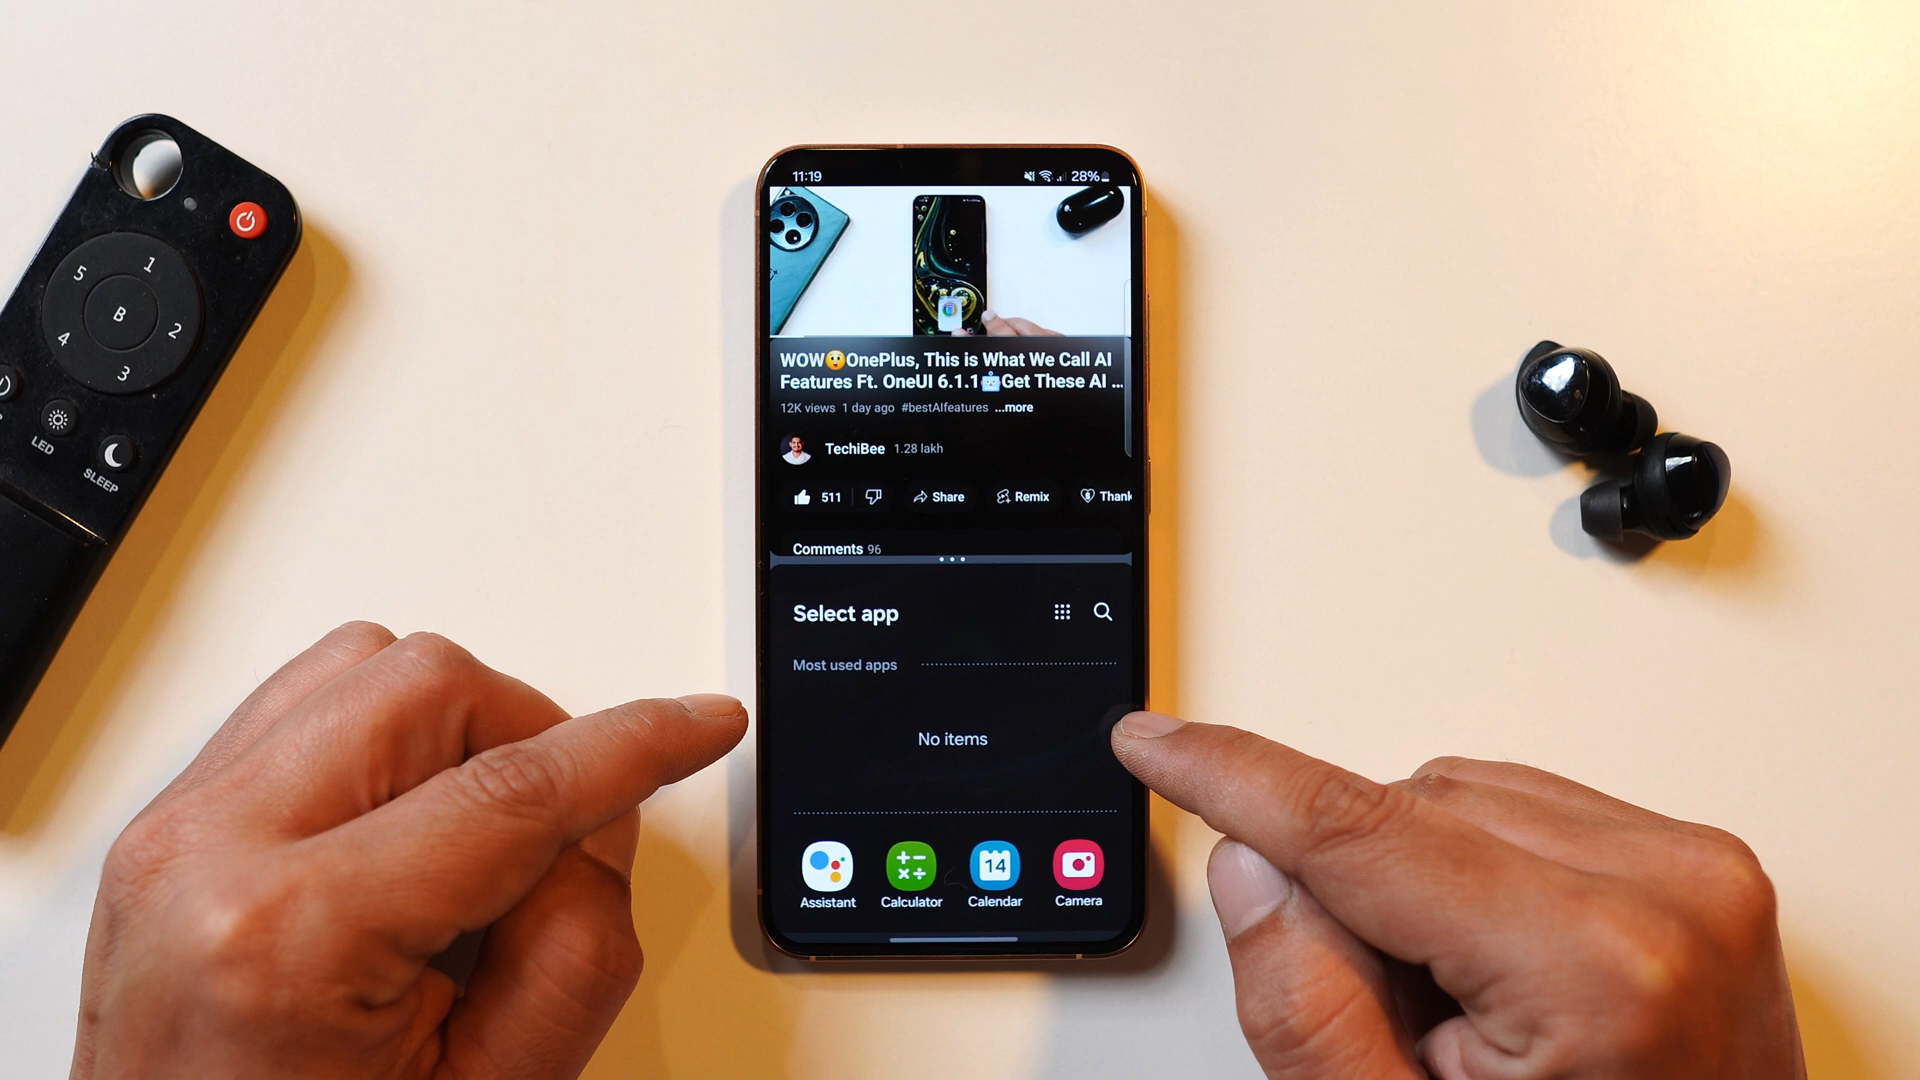 11:19
28%
WOW😲OnePlus, This is What We Call AI
Features Ft. OneUI 6.1.1🤖Get These AI ...
12K views 1 day ago #bestAIfeatures ...more
TechiBee 1.28 lakh
511 Share Remix Thank
Comments 96
Select app
Most used apps
No items
14
Assistant Calculator Calendar Camera
1
5
B
2
4
3
LED
SLEEP